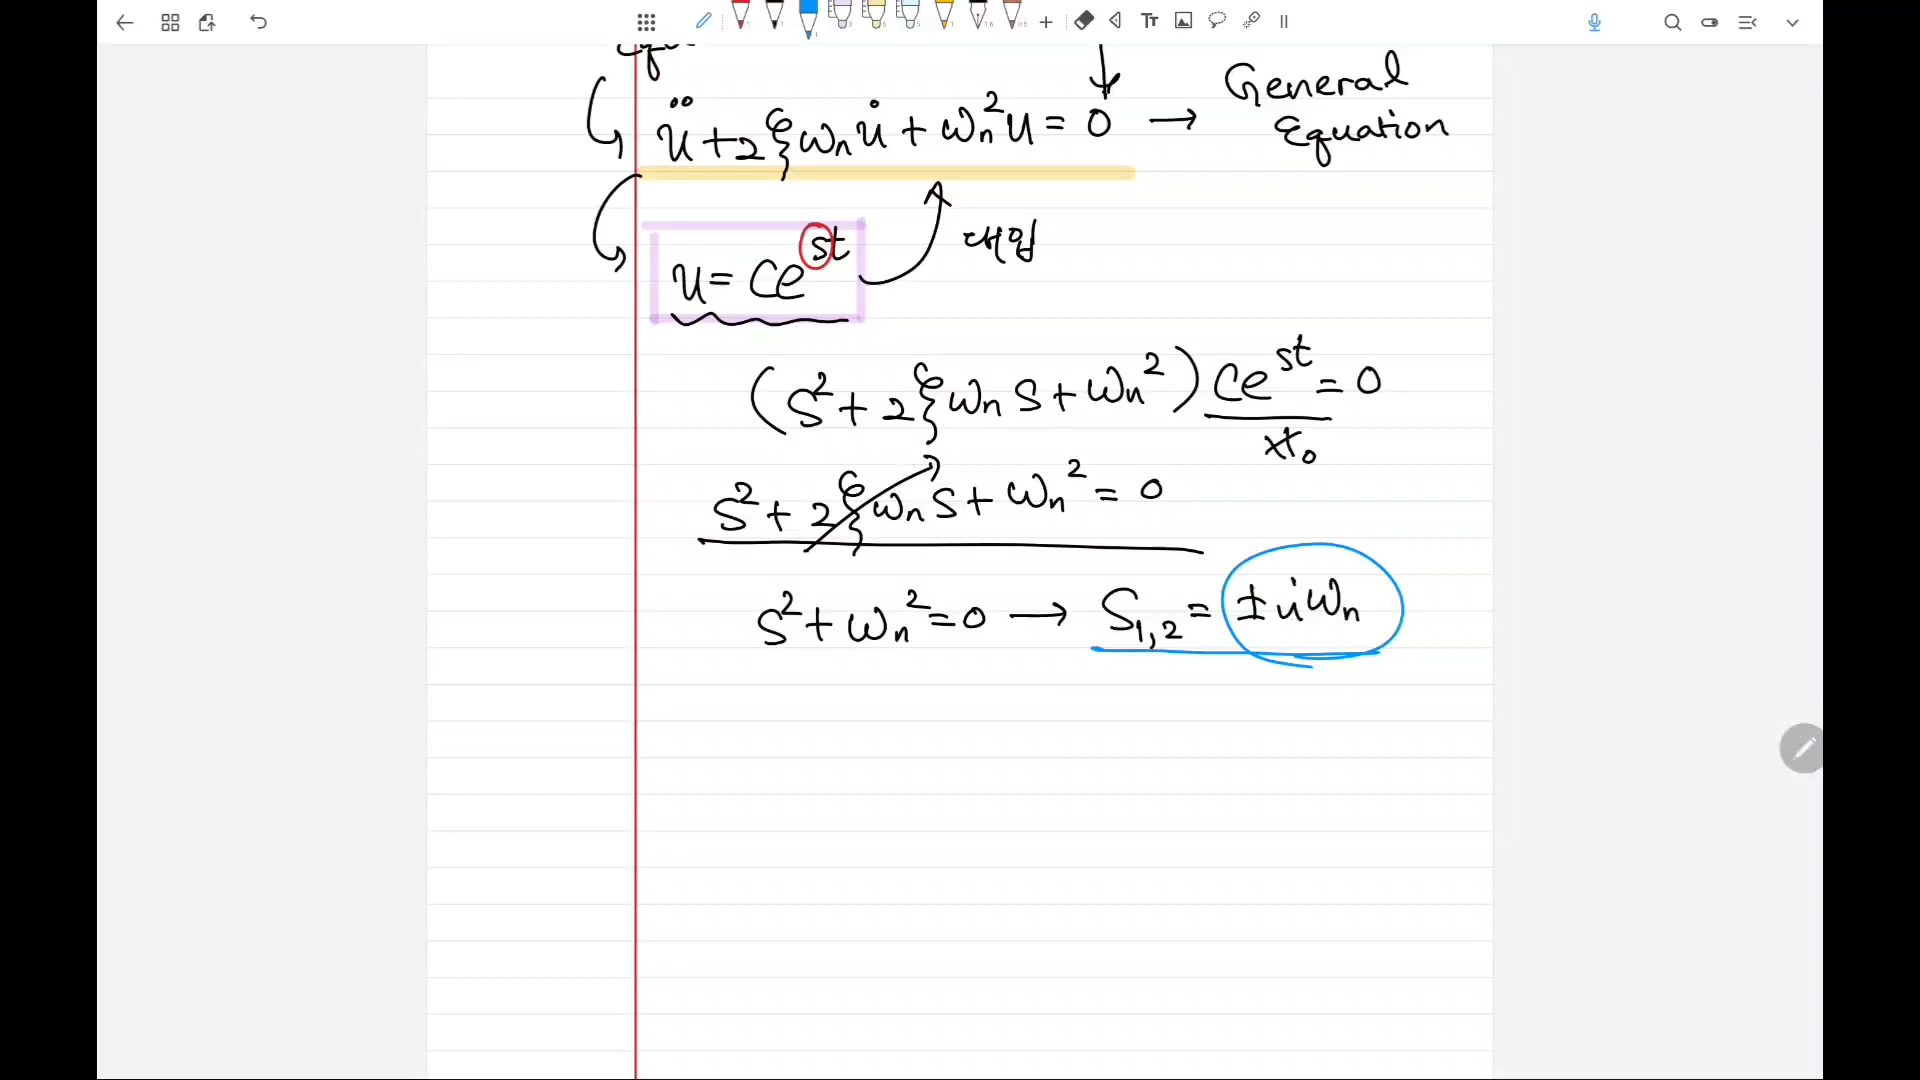 ü + 2ξωₙu̇ + ωₙ²u = 0 → General
Equation
u = Ce^st
대입
(s² + 2ξωₙs + ωₙ²) Ce^st = 0
≠0
s² + 2ξωₙs + ωₙ² = 0
s² + ωₙ² = 0 → S₁,₂ = ± iωₙ